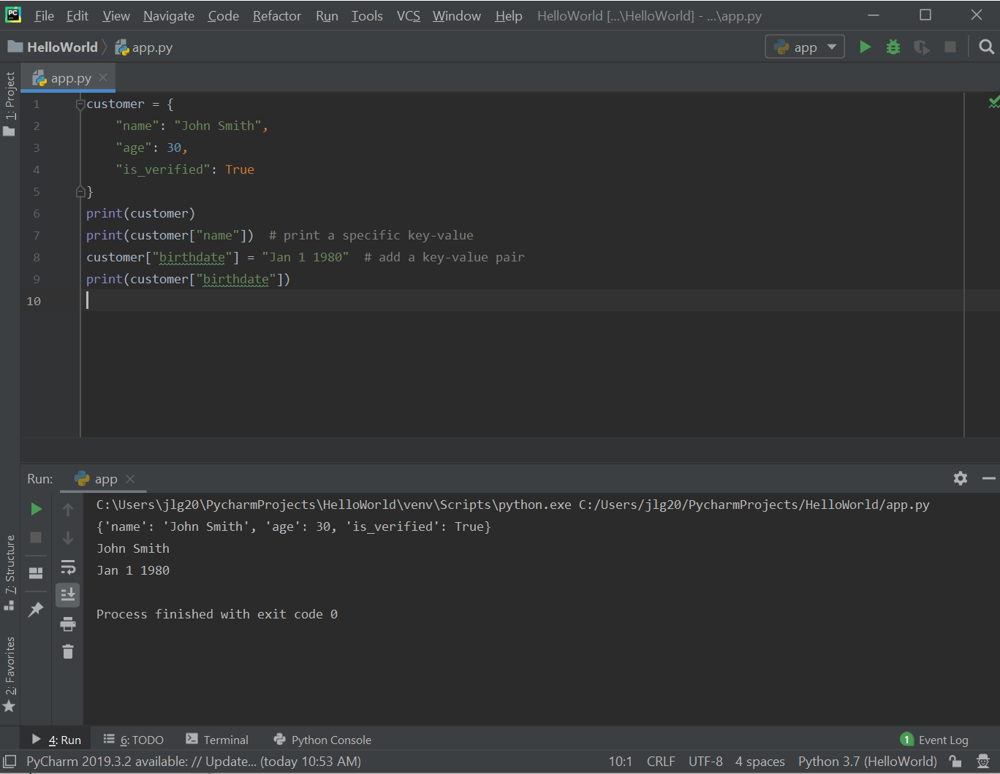 PC File Edit View Navigate Code Refactor Run Tools VCS Window Help HelloWorld [...\HelloWorld] - ...\app.py
HelloWorld app.py app
1: Project
app.py
1 customer = {
2 "name": "John Smith",
3 "age": 30,
4 "is_verified": True
5 }
6 print(customer)
7 print(customer["name"])  # print a specific key-value
8 customer["birthdate"] = "Jan 1 1980"  # add a key-value pair
9 print(customer["birthdate"])
10
Run: app
C:\Users\jlg20\PycharmProjects\HelloWorld\venv\Scripts\python.exe C:/Users/jlg20/PycharmProjects/HelloWorld/app.py
{'name': 'John Smith', 'age': 30, 'is_verified': True}
John Smith
Jan 1 1980
Process finished with exit code 0
7: Structure
2: Favorites
4: Run 6: TODO Terminal Python Console 1 Event Log
PyCharm 2019.3.2 available: // Update... (today 10:53 AM) 10:1 CRLF UTF-8 4 spaces Python 3.7 (HelloWorld)